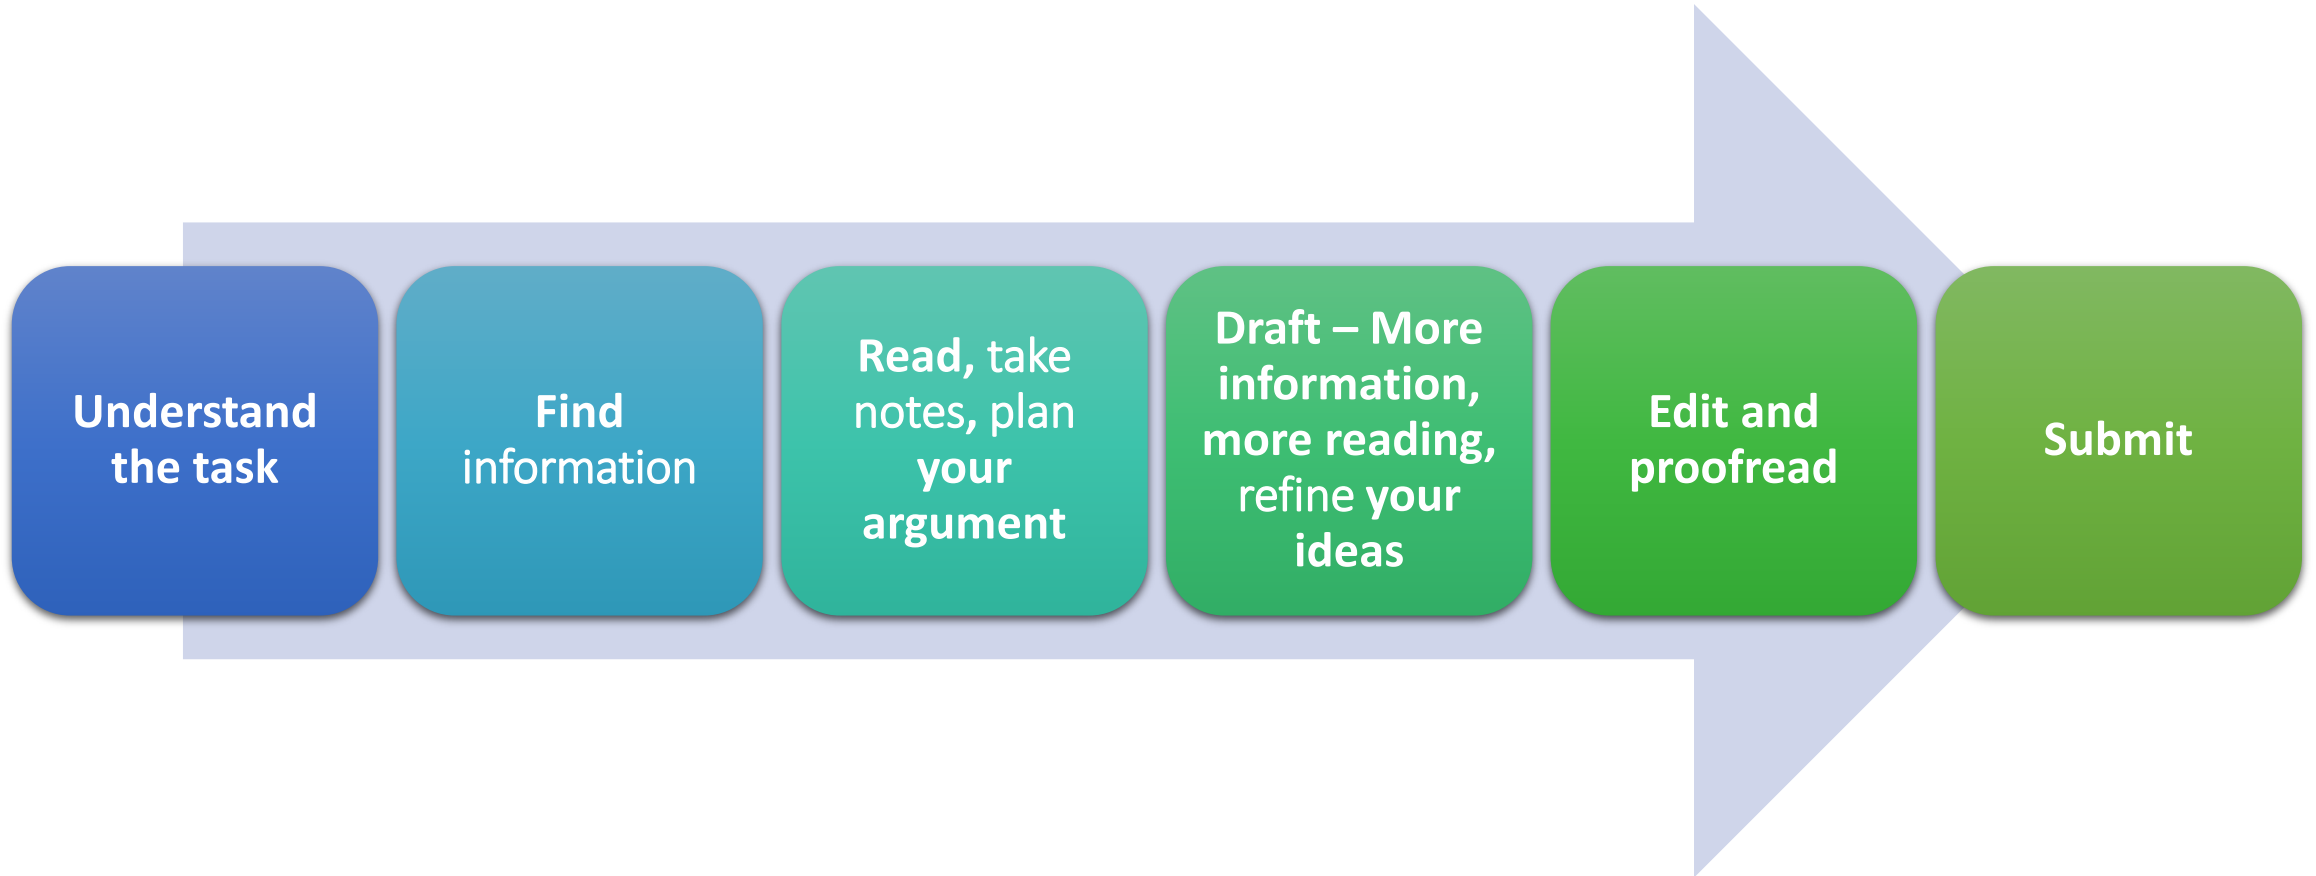 Understand
the task
Find
information
Read, take
notes, plan
your
argument
Draft – More
information,
more reading,
refine your
ideas
Edit and
proofread
Submit